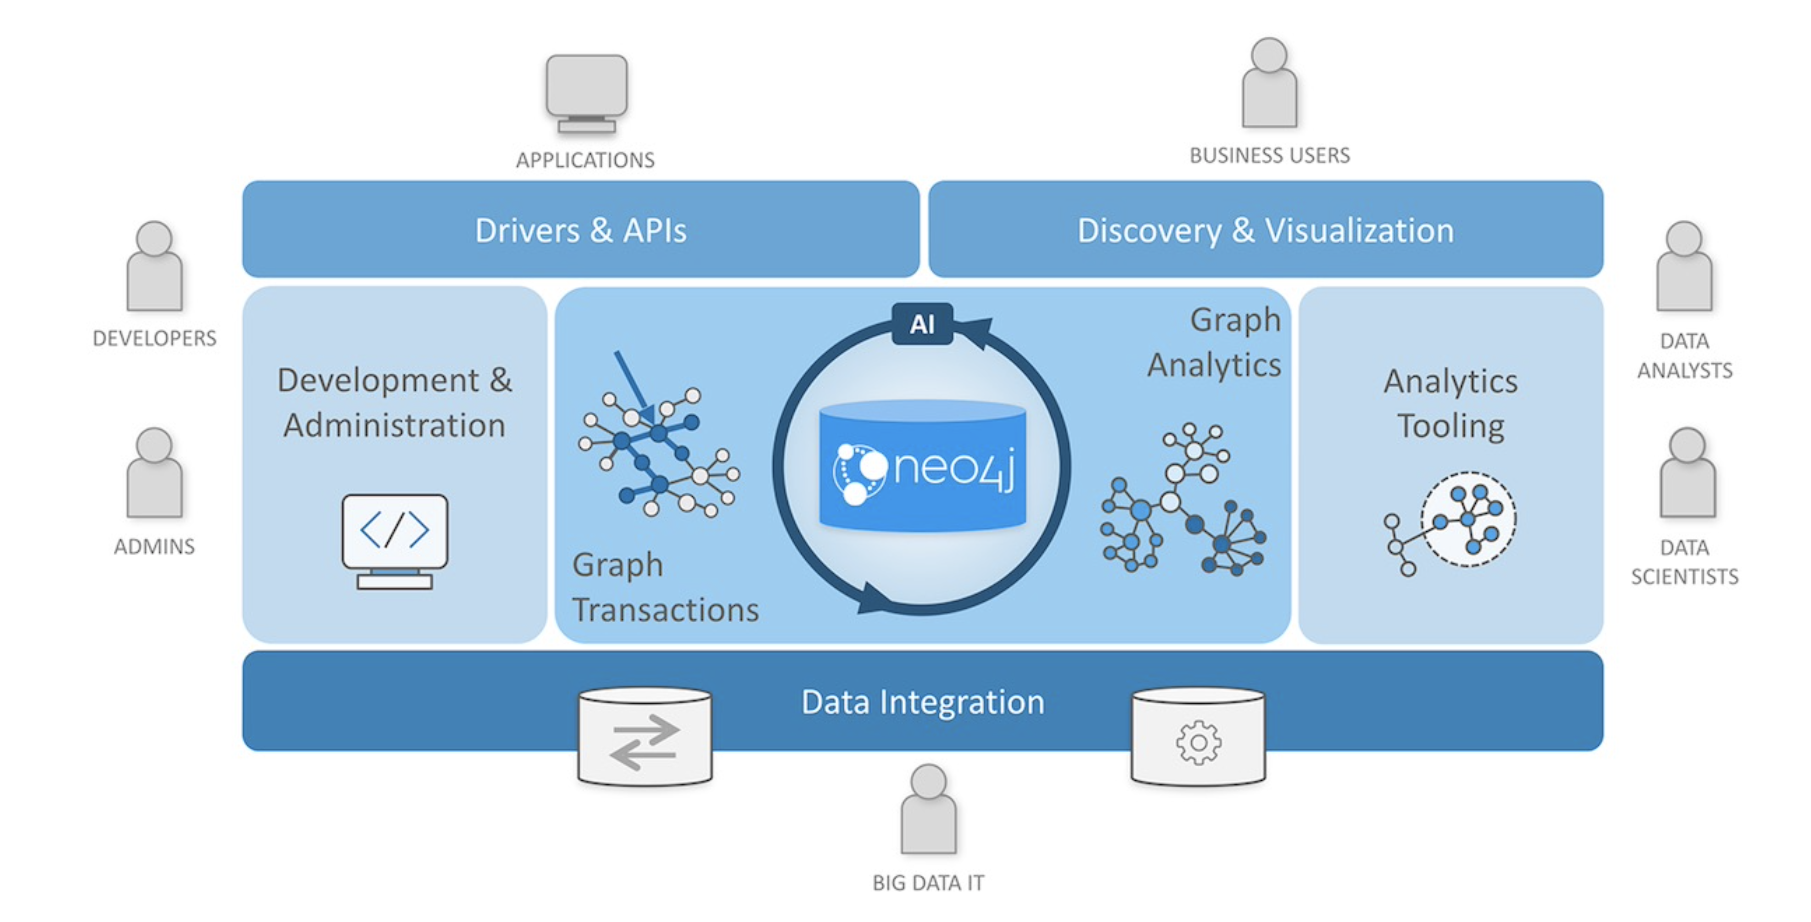 APPLICATIONS
BUSINESS USERS
Drivers & APIs
Discovery & Visualization
DEVELOPERS
ADMINS
Development &
Administration
</>
Graph
Transactions
AI
neo4j
Graph
Analytics
Analytics
Tooling
DATA
ANALYSTS
DATA
SCIENTISTS
Data Integration
BIG DATA IT